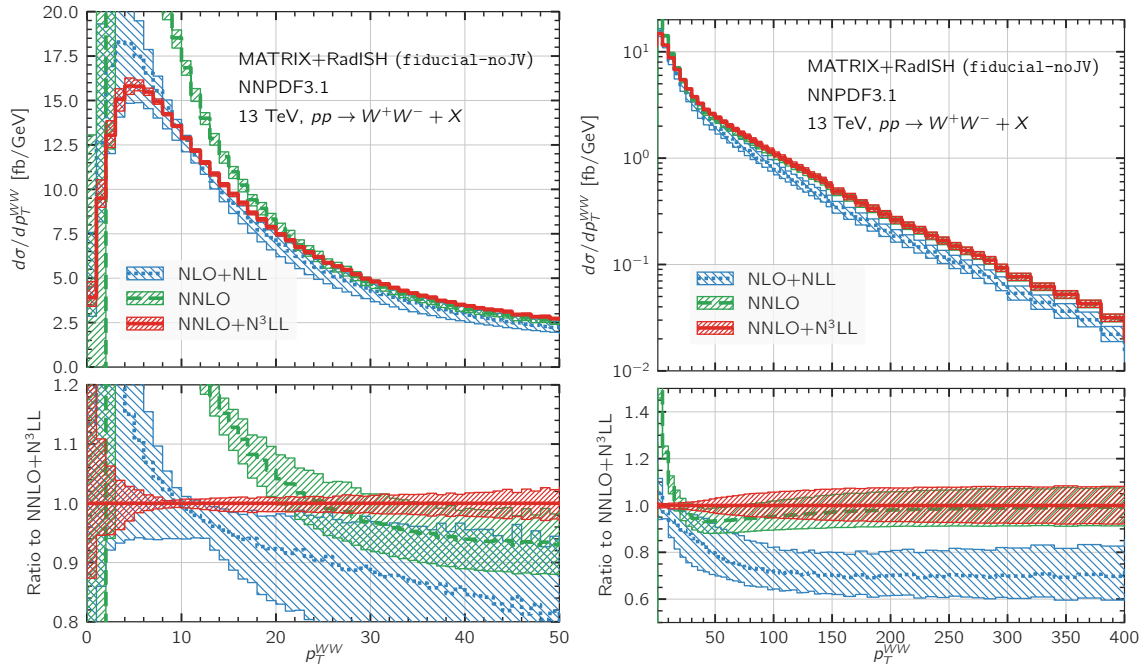 20.0
17.5
15.0
12.5
10.0
7.5
5.0
2.5
0.0
dσ/dp_T^{WW} [fb/GeV]
MATRIX+RadISH (fiducial-noJV)
NNPDF3.1
13 TeV, pp → W⁺W⁻ + X
NLO+NLL
NNLO
NNLO+N³LL
1.2
1.1
1.0
0.9
0.8
Ratio to NNLO+N³LL
0 10 20 30 40 50
p_T^{WW}
10¹
10⁰
10⁻¹
10⁻²
dσ/dp_T^{WW} [fb/GeV]
MATRIX+RadISH (fiducial-noJV)
NNPDF3.1
13 TeV, pp → W⁺W⁻ + X
NLO+NLL
NNLO
NNLO+N³LL
1.4
1.2
1.0
0.8
0.6
Ratio to NNLO+N³LL
50 100 150 200 250 300 350 400
p_T^{WW}